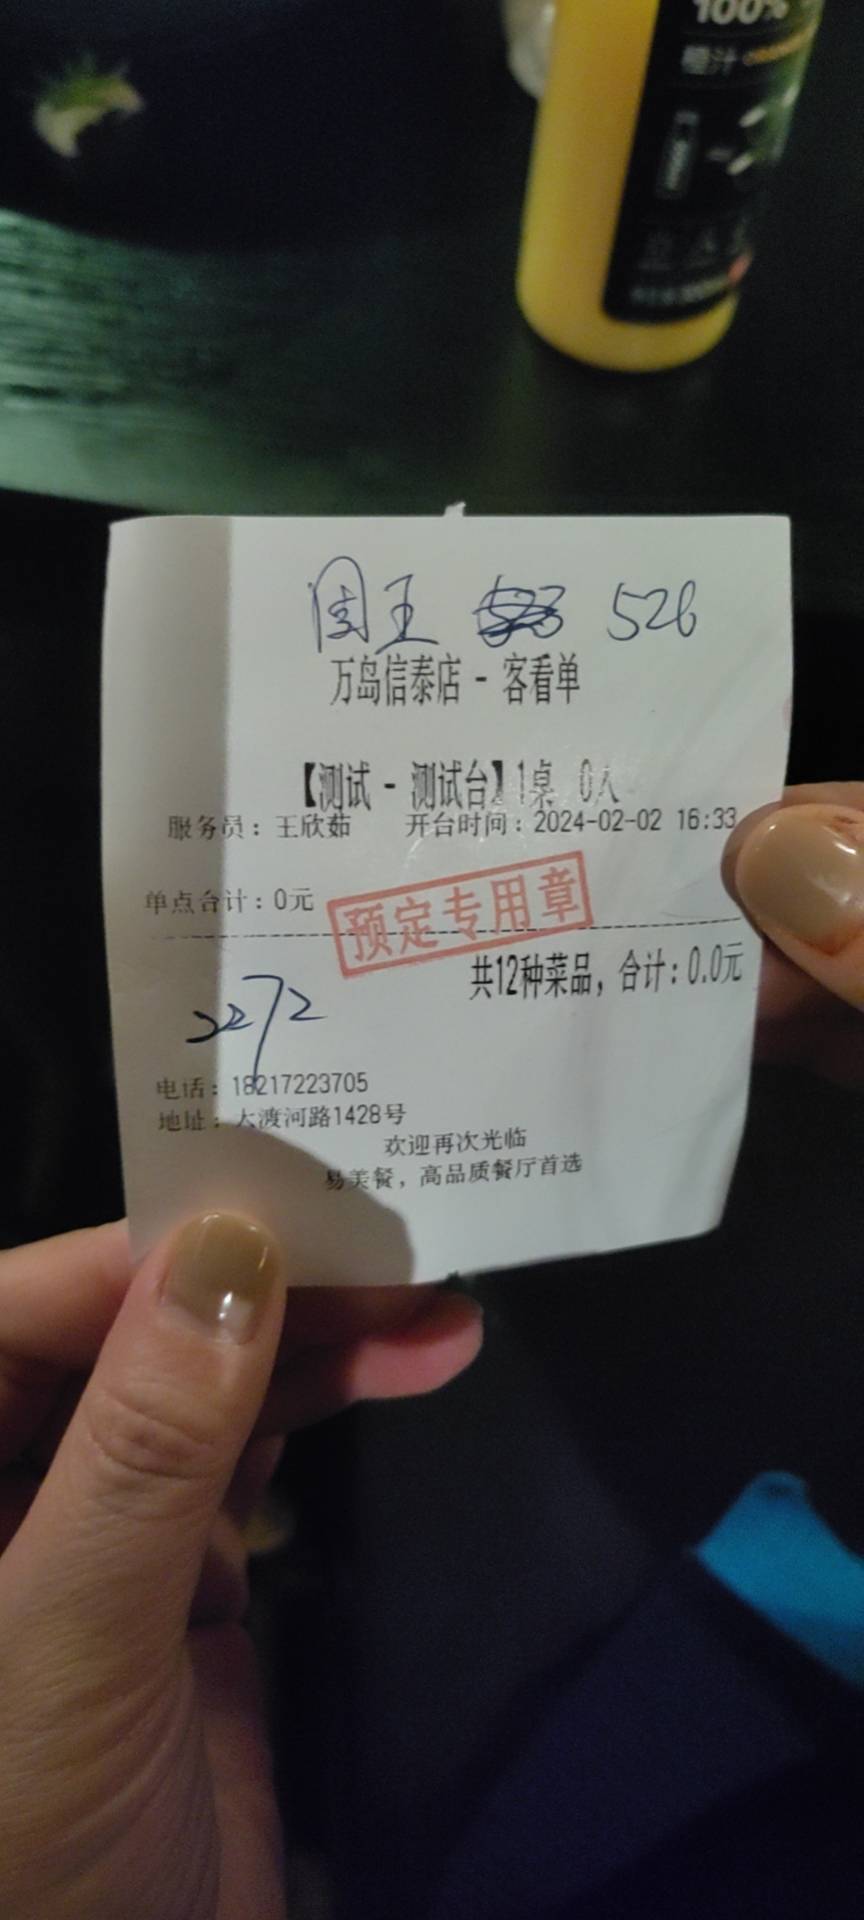 100%
橙汁
国王 526
万岛信泰店 - 客看单
【测试 - 测试台】1桌 0人
服务员：王欣茹 开台时间：2024-02-02 16:33
单点合计：0元
预定专用章
共12种菜品，合计：0.0元
2272
电话：18217223705
地址：大渡河路1428号
欢迎再次光临
易美餐，高品质餐厅首选